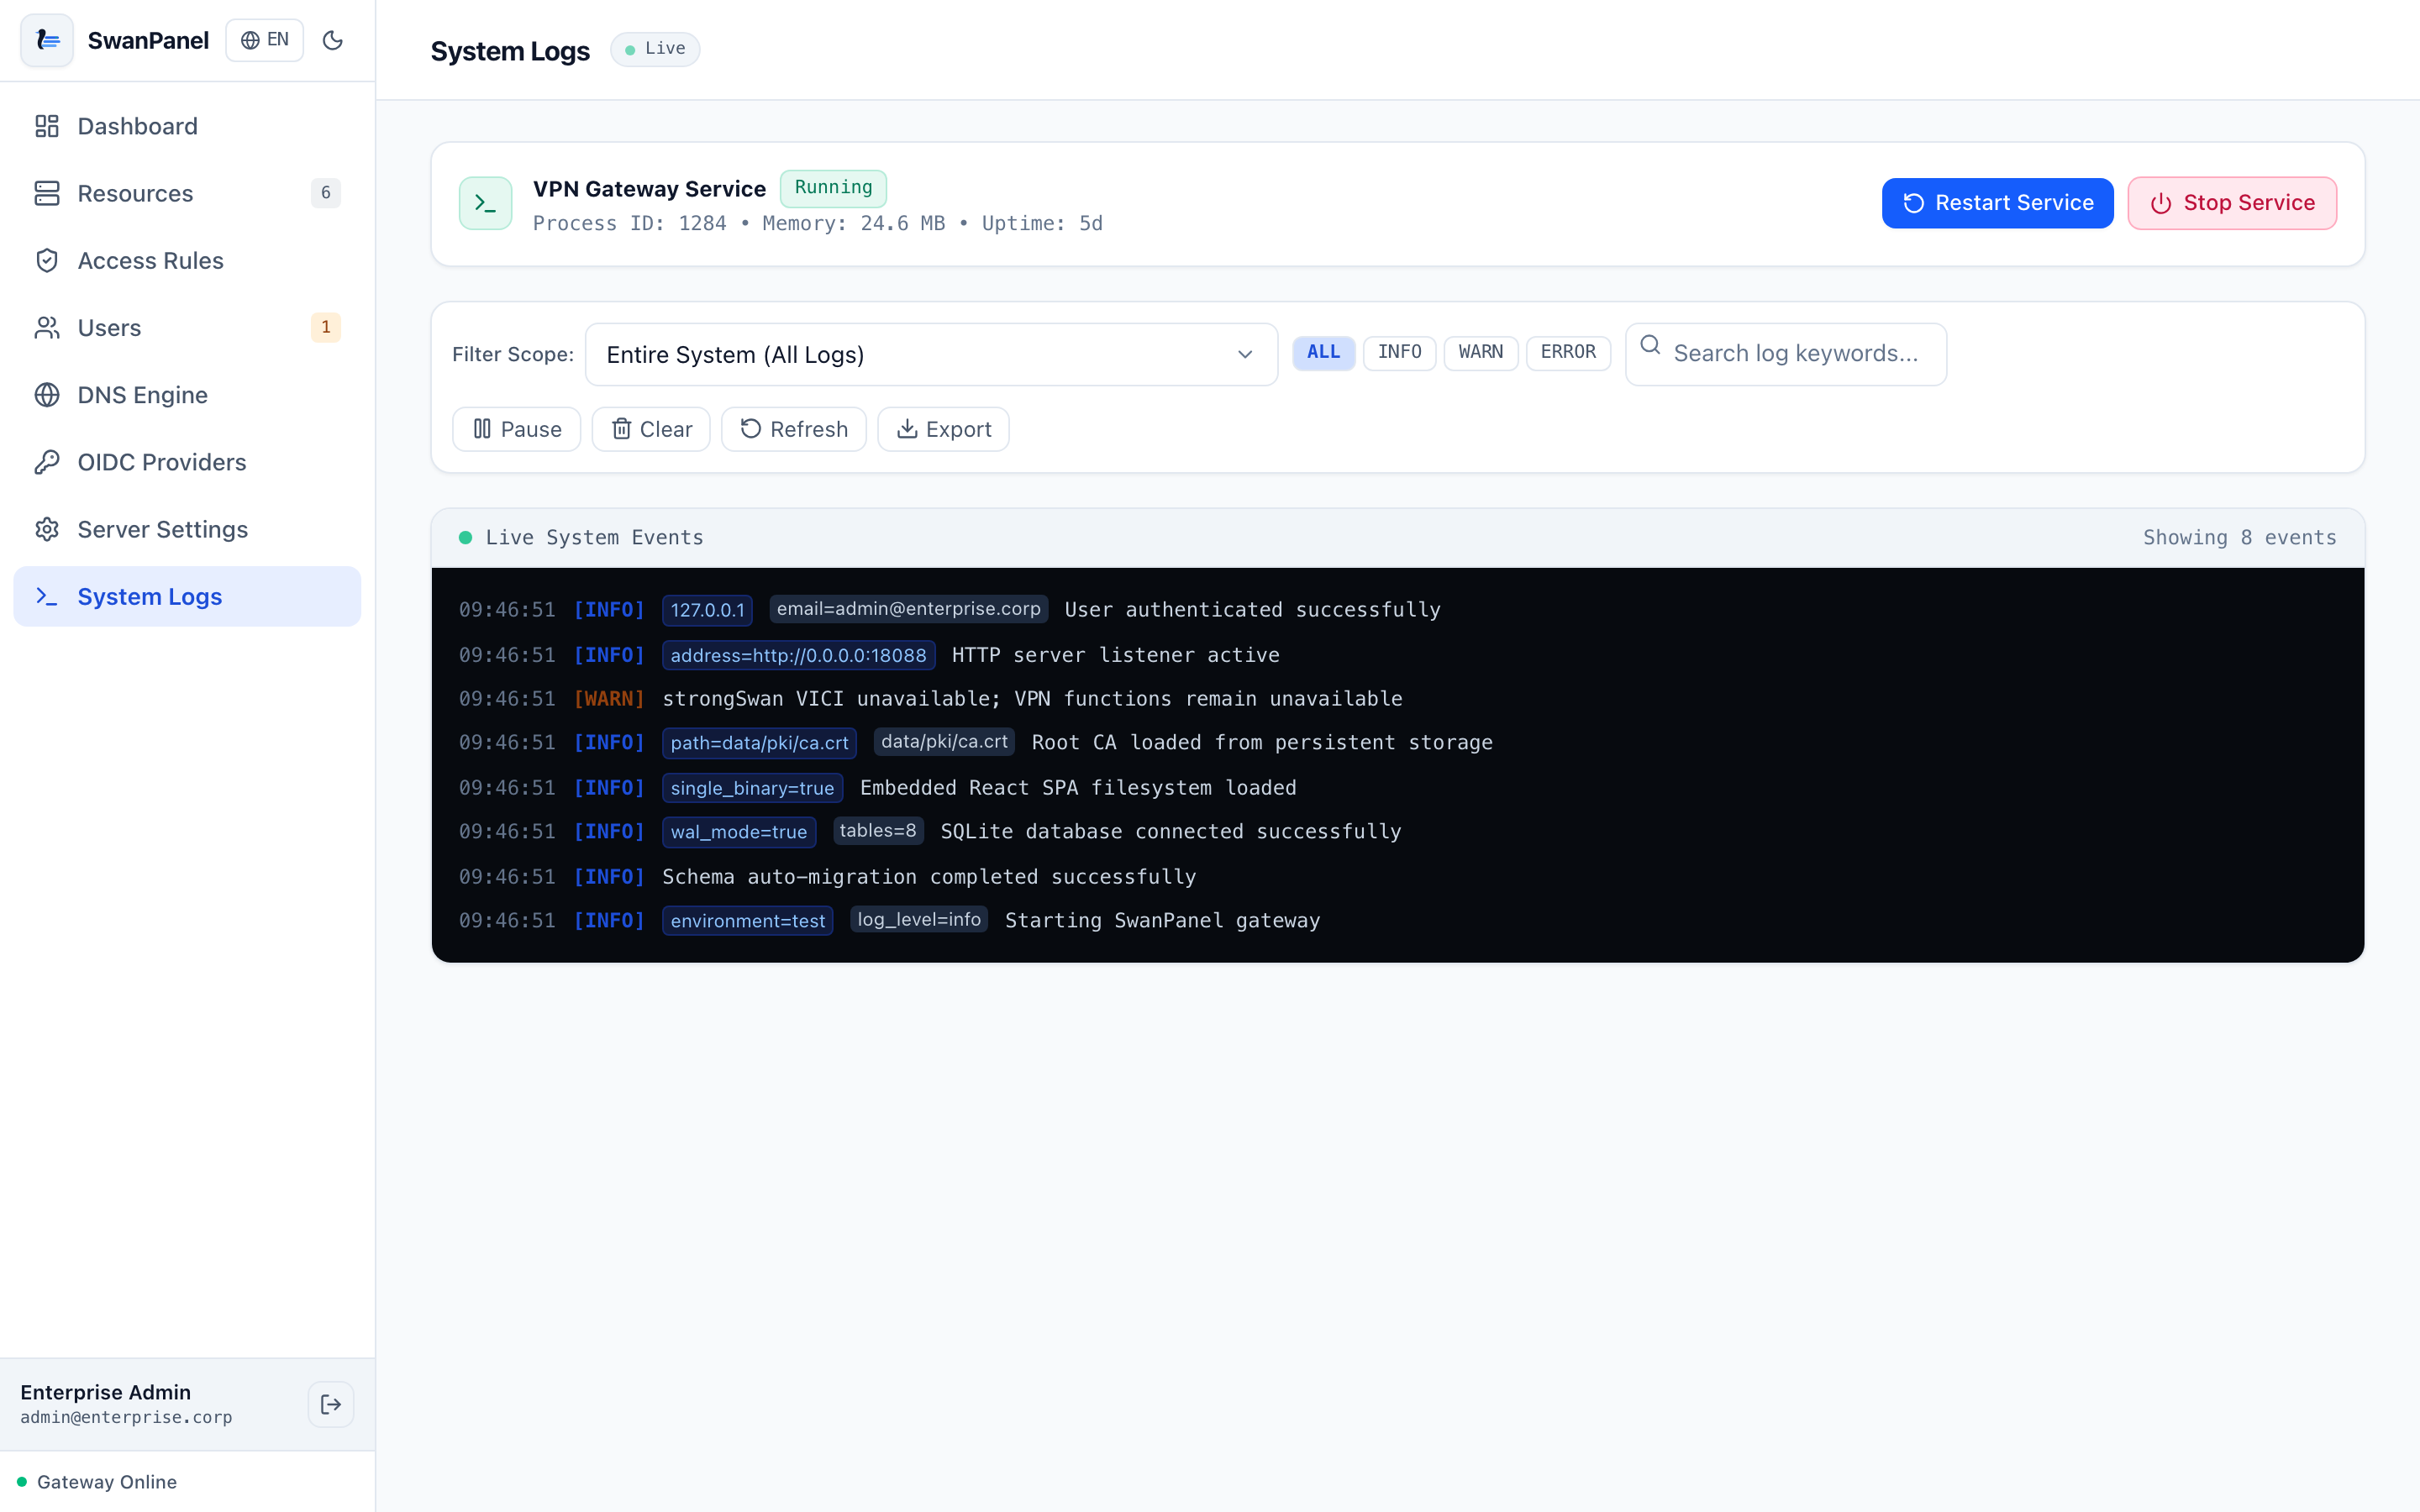 SwanPanel EN
Dashboard
Resources 6
Access Rules
Users 1
DNS Engine
OIDC Providers
Server Settings
System Logs
Enterprise Admin
admin@enterprise.corp
Gateway Online
System Logs Live
VPN Gateway Service Running
Process ID: 1284 • Memory: 24.6 MB • Uptime: 5d
Restart Service Stop Service
Filter Scope: Entire System (All Logs) ALL INFO WARN ERROR Search log keywords...
Pause Clear Refresh Export
Live System Events Showing 8 events
09:46:51 [INFO] 127.0.0.1 email=admin@enterprise.corp User authenticated successfully
09:46:51 [INFO] address=http://0.0.0.0:18088 HTTP server listener active
09:46:51 [WARN] strongSwan VICI unavailable; VPN functions remain unavailable
09:46:51 [INFO] path=data/pki/ca.crt data/pki/ca.crt Root CA loaded from persistent storage
09:46:51 [INFO] single_binary=true Embedded React SPA filesystem loaded
09:46:51 [INFO] wal_mode=true tables=8 SQLite database connected successfully
09:46:51 [INFO] Schema auto-migration completed successfully
09:46:51 [INFO] environment=test log_level=info Starting SwanPanel gateway